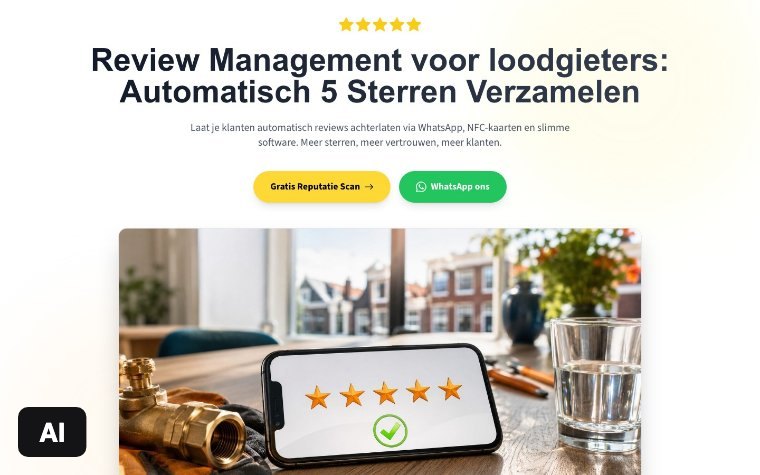 Review Management voor loodgieters:
Automatisch 5 Sterren Verzamelen
Laat je klanten automatisch reviews achterlaten via WhatsApp, NFC-kaarten en slimme
software. Meer sterren, meer vertrouwen, meer klanten.
Gratis Reputatie Scan →
WhatsApp ons
AI